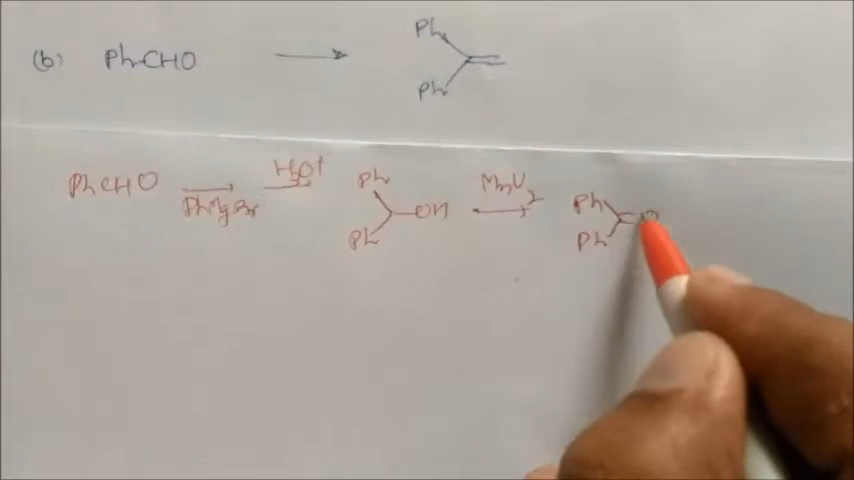 (b) PhCHO ⟶ Ph Ph =
PhCHO ⟶ PhMgBr ⟶ H₃O⁺ Ph Ph —OH ⟶ MnO₂ Ph Ph =O